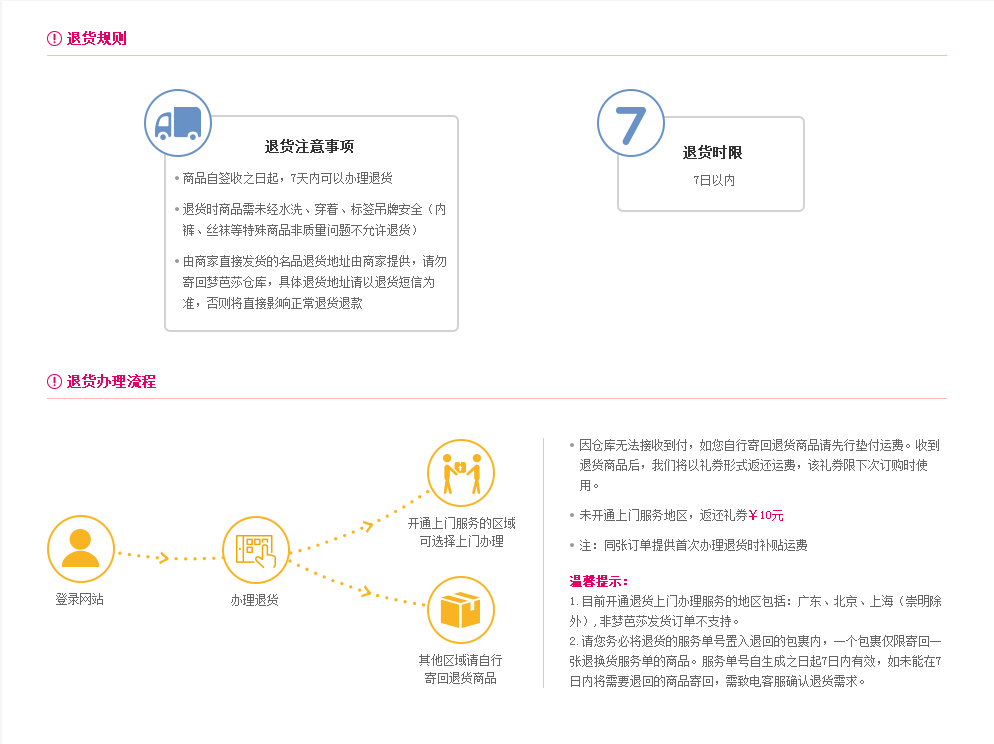 退货规则
退货注意事项
• 商品自签收之日起，7天内可以办理退货
• 退货时商品需未经水洗、穿着、标签吊牌安全（内
裤、丝袜等特殊商品非质量问题不允许退货）
• 由商家直接发货的名品退货地址由商家提供，请勿
寄回梦芭莎仓库，具体退货地址请以退货短信为
准，否则将直接影响正常退货退款
7
退货时限
7日以内
退货办理流程
登录网站
办理退货
开通上门服务的区域
可选择上门办理
其他区域请自行
寄回退货商品
• 因仓库无法接收到付，如您自行寄回退货商品请先行垫付运费。收到
退货商品后，我们将以礼券形式返还运费，该礼券限下次订购时使
用。
• 未开通上门服务地区，返还礼券￥10元
• 注：同张订单提供首次办理退货时补贴运费
温馨提示：
1.目前开通退货上门办理服务的地区包括：广东、北京、上海（崇明除
外）,非梦芭莎发货订单不支持。
2.请您务必将退货的服务单号置入退回的包裹内，一个包裹仅限寄回一
张退换货服务单的商品。服务单号自生成之日起7日内有效，如未能在7
日内将需要退回的商品寄回，需致电客服确认退货需求。